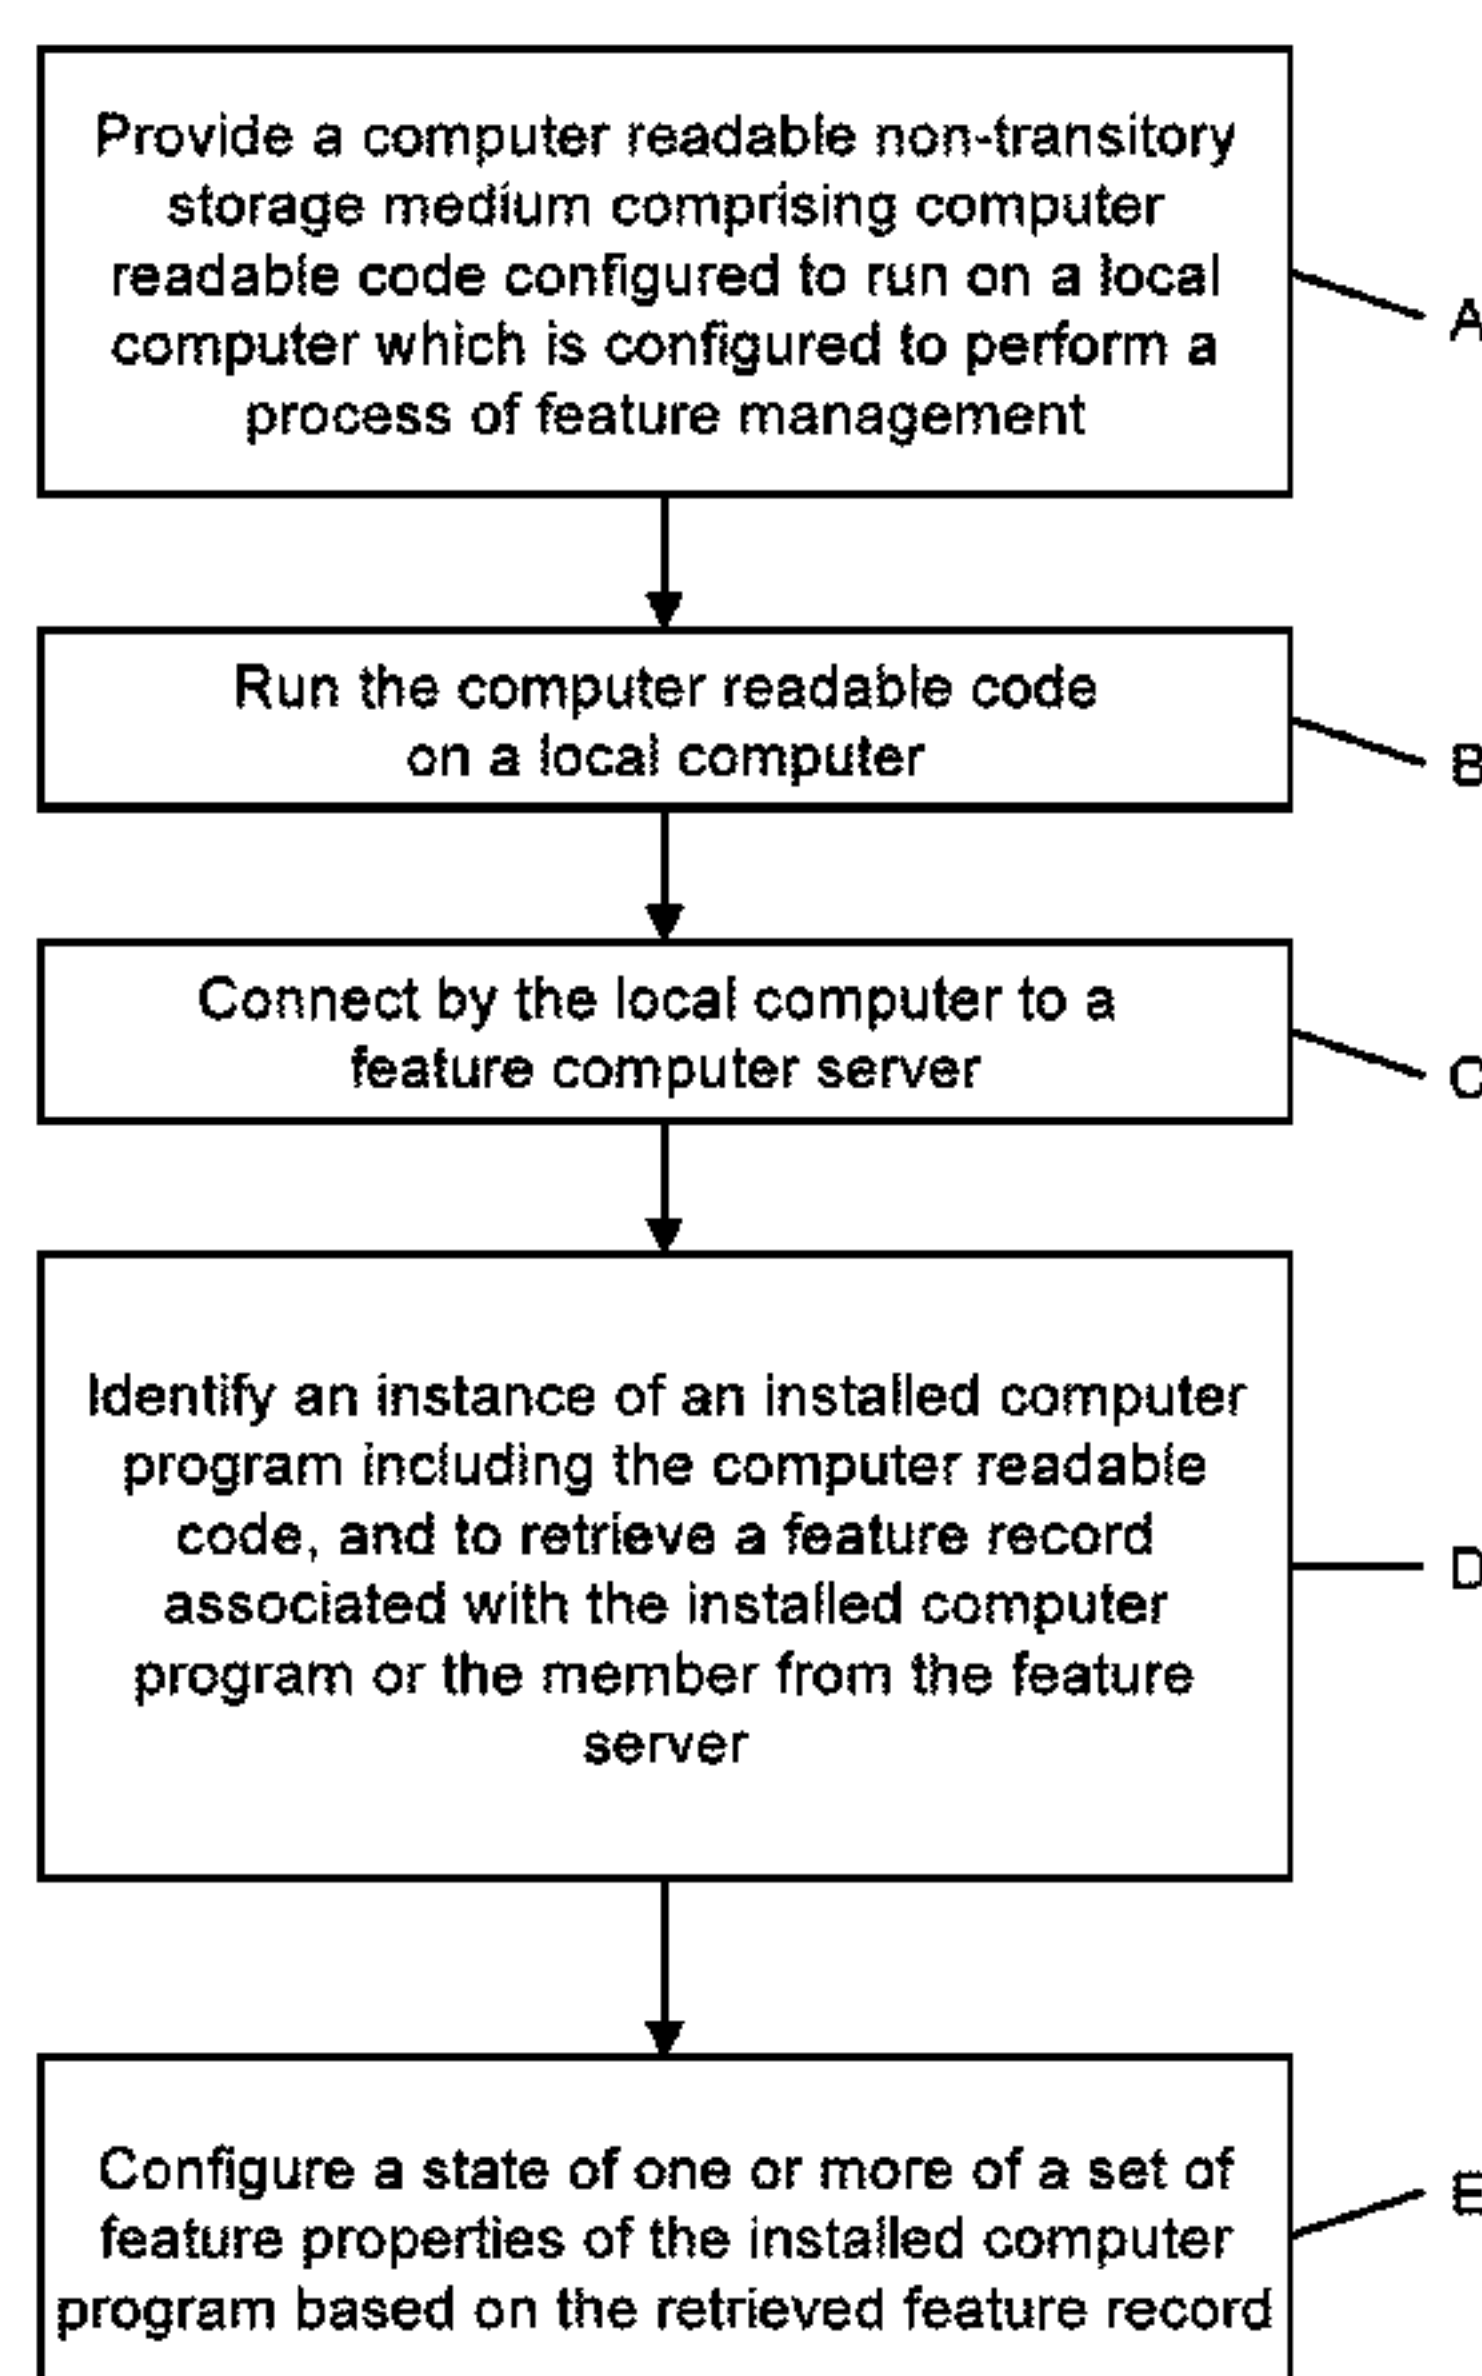 Provide a computer readable non-transitory
storage medium comprising computer
readable code configured to run on a local
computer which is configured to perform a
process of feature management
A
Run the computer readable code
on a local computer
B
Connect by the local computer to a
feature computer server
C
Identify an instance of an installed computer
program including the computer readable
code, and to retrieve a feature record
associated with the installed computer
program or the member from the feature
server
D
Configure a state of one or more of a set of
feature properties of the installed computer
program based on the retrieved feature record
E